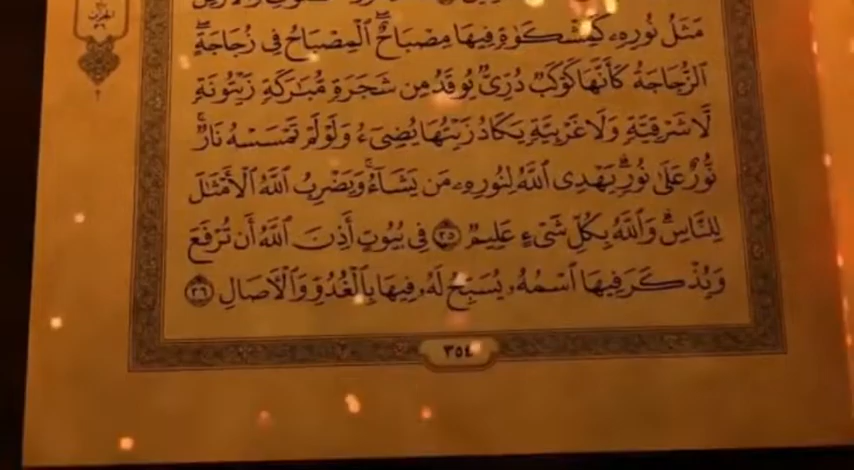 مَثَلُ نُورِهِۦ كَمِشْكَوٰةٍ فِيهَا مِصْبَاحٌ ۖ ٱلْمِصْبَاحُ فِى زُجَاجَةٍ ۖ
ٱلزُّجَاجَةُ كَأَنَّهَا كَوْكَبٌ دُرِّىٌّ يُوقَدُ مِن شَجَرَةٍ مُّبَٰرَكَةٍ زَيْتُونَةٍ
لَّا شَرْقِيَّةٍ وَلَا غَرْبِيَّةٍ يَكَادُ زَيْتُهَا يُضِىٓءُ وَلَوْ لَمْ تَمْسَسْهُ نَارٌ ۚ
نُّورٌ عَلَىٰ نُورٍ ۗ يَهْدِى ٱللَّهُ لِنُورِهِۦ مَن يَشَآءُ ۚ وَيَضْرِبُ ٱللَّهُ ٱلْأَمْثَٰلَ
لِلنَّاسِ ۗ وَٱللَّهُ بِكُلِّ شَىْءٍ عَلِيمٌ ٣٥ فِى بُيُوتٍ أَذِنَ ٱللَّهُ أَن تُرْفَعَ
وَيُذْكَرَ فِيهَا ٱسْمُهُۥ يُسَبِّحُ لَهُۥ فِيهَا بِٱلْغُدُوِّ وَٱلْءَاصَالِ ٣٦
٣٥٤